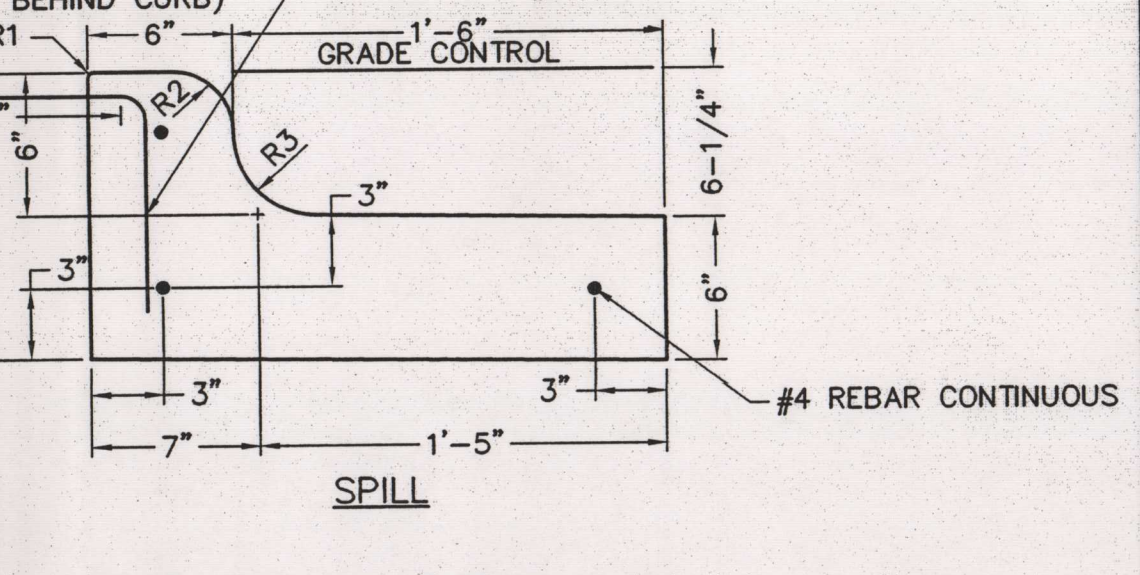 BEHIND CURB)
R1
6"
1'-6"
GRADE CONTROL
R2
6"
R3
3"
6-1/4"
3"
6"
3"
3"
#4 REBAR CONTINUOUS
7"
1'-5"
SPILL